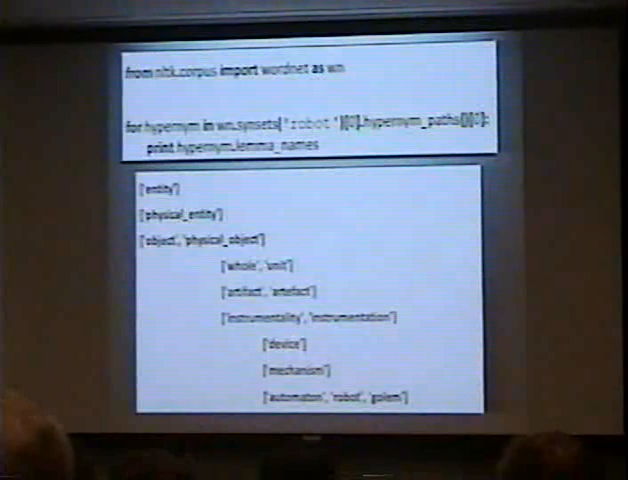 from nltk.corpus import wordnet as wn
for hypernym in wn.synsets('robot')[0].hypernym_paths()[0]:
print hypernym.lemma_names
['entity']
['physical_entity']
['object', 'physical_object']
['whole', 'unit']
['artifact', 'artefact']
['instrumentality', 'instrumentation']
['device']
['mechanism']
['automaton', 'robot', 'golem']